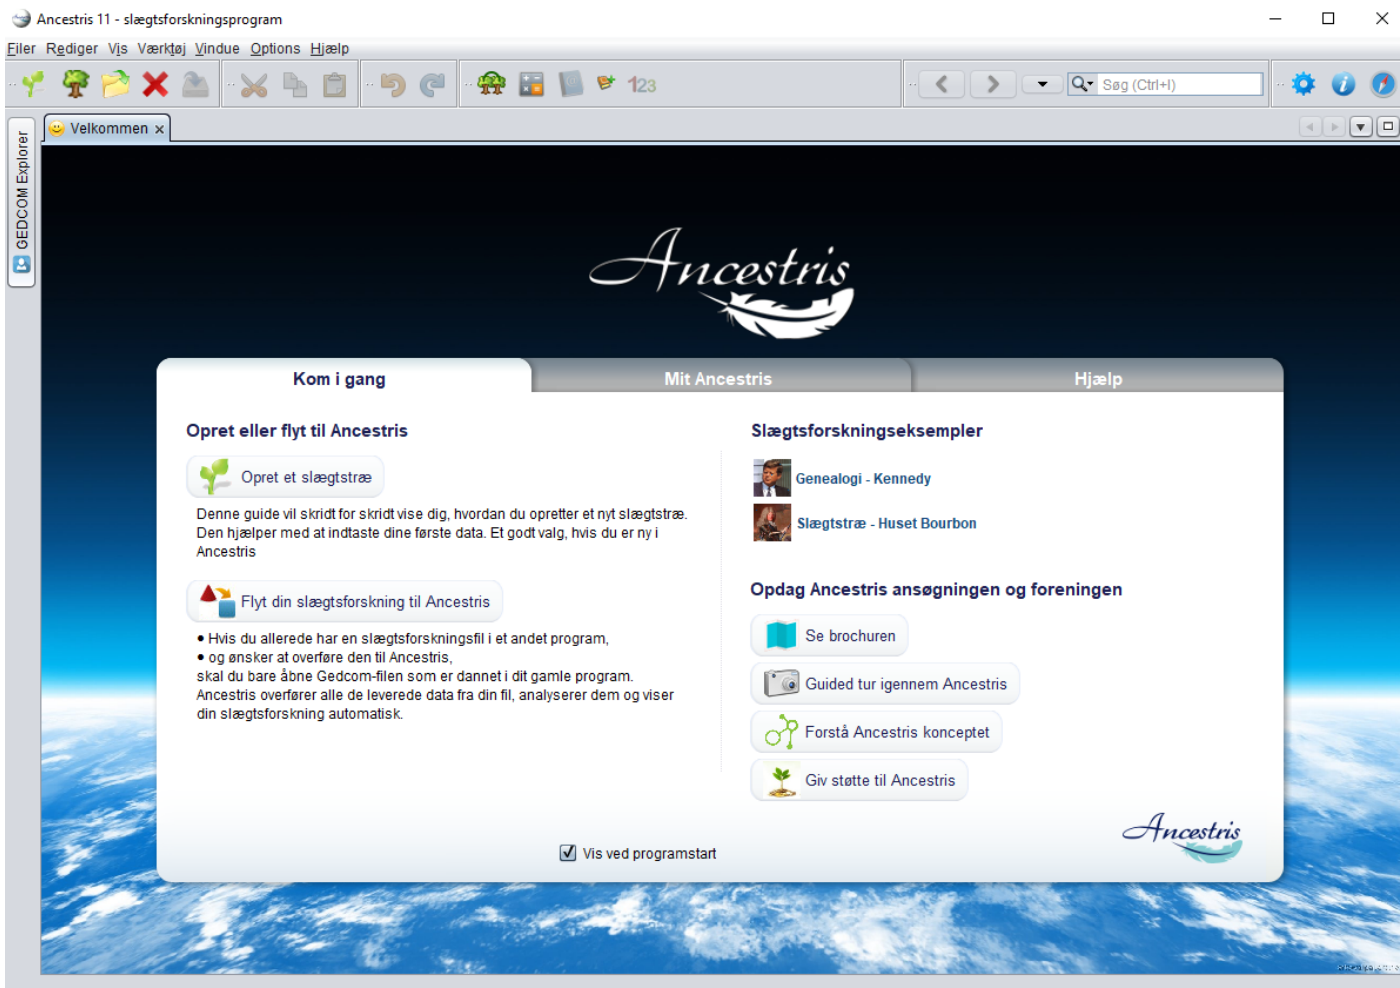 Ancestris 11 - slægtsforskningsprogram
Filer Rediger Vis Værktøj Vindue Options Hjælp
123
Søg (Ctrl+I)
Velkommen
GEDCOM Explorer
Ancestris
Kom i gang
Mit Ancestris
Hjælp
Opret eller flyt til Ancestris
Opret et slægtstræ
Denne guide vil skridt for skridt vise dig, hvordan du opretter et nyt slægtstræ.
Den hjælper med at indtaste dine første data. Et godt valg, hvis du er ny i
Ancestris
Flyt din slægtsforskning til Ancestris
• Hvis du allerede har en slægtsforskningsfil i et andet program,
• og ønsker at overføre den til Ancestris,
skal du bare åbne Gedcom-filen som er dannet i dit gamle program.
Ancestris overfører alle de leverede data fra din fil, analyserer dem og viser
din slægtsforskning automatisk.
Slægtsforskningseksempler
Genealogi - Kennedy
Slægtstræ - Huset Bourbon
Opdag Ancestris ansøgningen og foreningen
Se brochuren
Guided tur igennem Ancestris
Forstå Ancestris konceptet
Giv støtte til Ancestris
Ancestris
Vis ved programstart